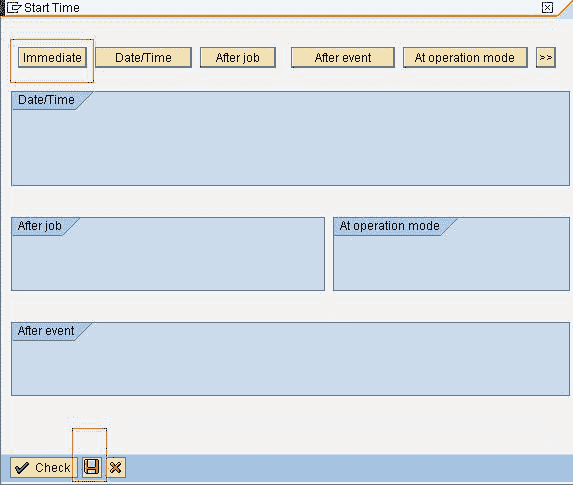 Start Time
Immediate Date/Time After job After event At operation mode >>
Date/Time
After job At operation mode
After event
Check